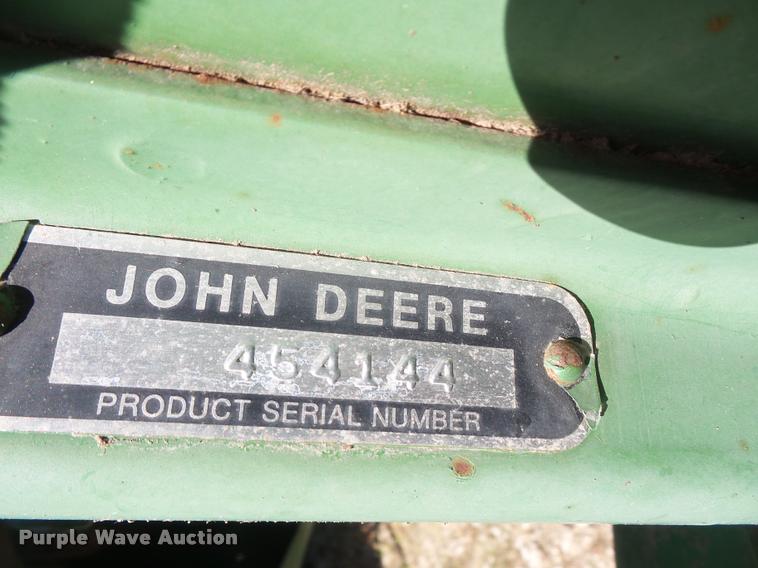 JOHN DEERE
454144
PRODUCT SERIAL NUMBER
Purple Wave Auction